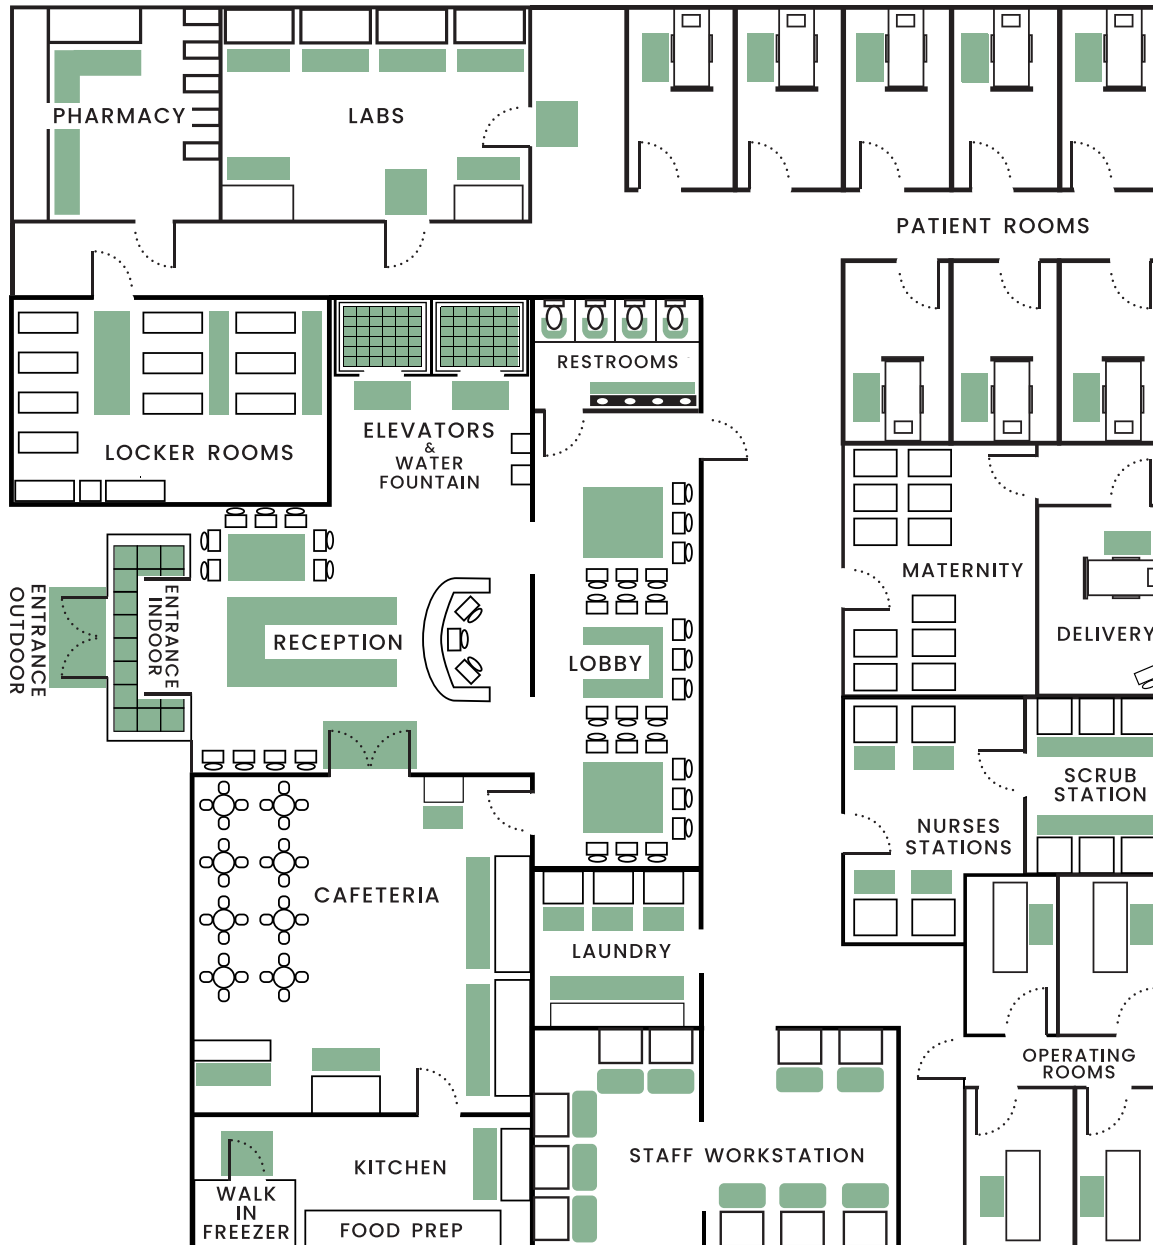 PHARMACY
LABS
PATIENT ROOMS
RESTROOMS
ELEVATORS
&
WATER
FOUNTAIN
LOCKER ROOMS
ENTRANCE
OUTDOOR
ENTRANCE
INDOOR
RECEPTION
LOBBY
MATERNITY
DELIVERY
SCRUB
STATION
NURSES
STATIONS
CAFETERIA
LAUNDRY
OPERATING
ROOMS
STAFF WORKSTATION
KITCHEN
WALK
IN
FREEZER
FOOD PREP